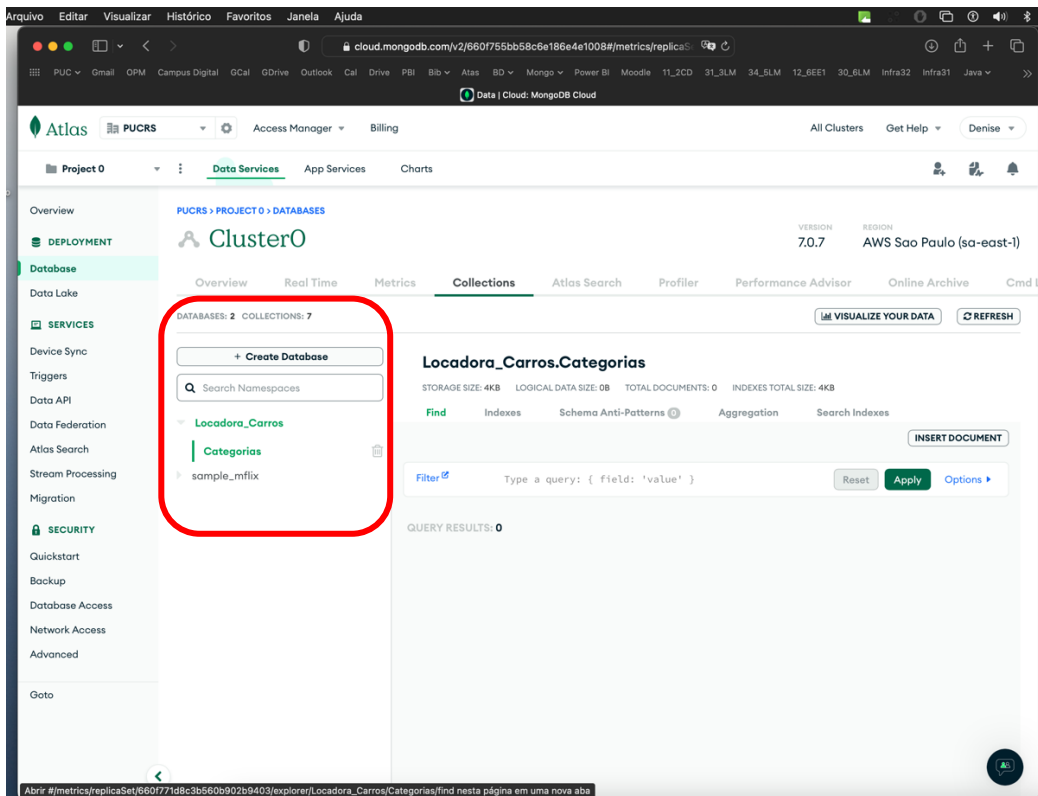 Arquivo Editar Visualizar Histórico Favoritos Janela Ajuda
cloud.mongodb.com/v2/660f755bb58c6e186e4e1008#/metrics/replicaS
PUC Gmail OPM Campus Digital GCal GDrive Outlook Cal Drive PBI Bib Atas BD Mongo Power BI Moodle 11_2CD 31_3LM 34_5LM 12_6EE1 30_6LM Infra32 Infra31 Java
Data | Cloud: MongoDB Cloud
Atlas PUCRS Access Manager Billing All Clusters Get Help Denise
Project 0 Data Services App Services Charts
Overview
DEPLOYMENT
Database
Data Lake
SERVICES
Device Sync
Triggers
Data API
Data Federation
Atlas Search
Stream Processing
Migration
SECURITY
Quickstart
Backup
Database Access
Network Access
Advanced
Goto
PUCRS > PROJECT 0 > DATABASES
Cluster0
VERSION
7.0.7
REGION
AWS Sao Paulo (sa-east-1)
Overview Real Time Metrics Collections Atlas Search Profiler Performance Advisor Online Archive Cmd L
DATABASES: 2 COLLECTIONS: 7
VISUALIZE YOUR DATA REFRESH
+ Create Database
Search Namespaces
Locadora_Carros
Categorias
sample_mflix
Locadora_Carros.Categorias
STORAGE SIZE: 4KB LOGICAL DATA SIZE: 0B TOTAL DOCUMENTS: 0 INDEXES TOTAL SIZE: 4KB
Find Indexes Schema Anti-Patterns 0 Aggregation Search Indexes
INSERT DOCUMENT
Filter Type a query: { field: 'value' } Reset Apply Options
QUERY RESULTS: 0
Abrir #/metrics/replicaSet/660f771d8c3b560b902b9403/explorer/Locadora_Carros/Categorias/find nesta página em uma nova aba